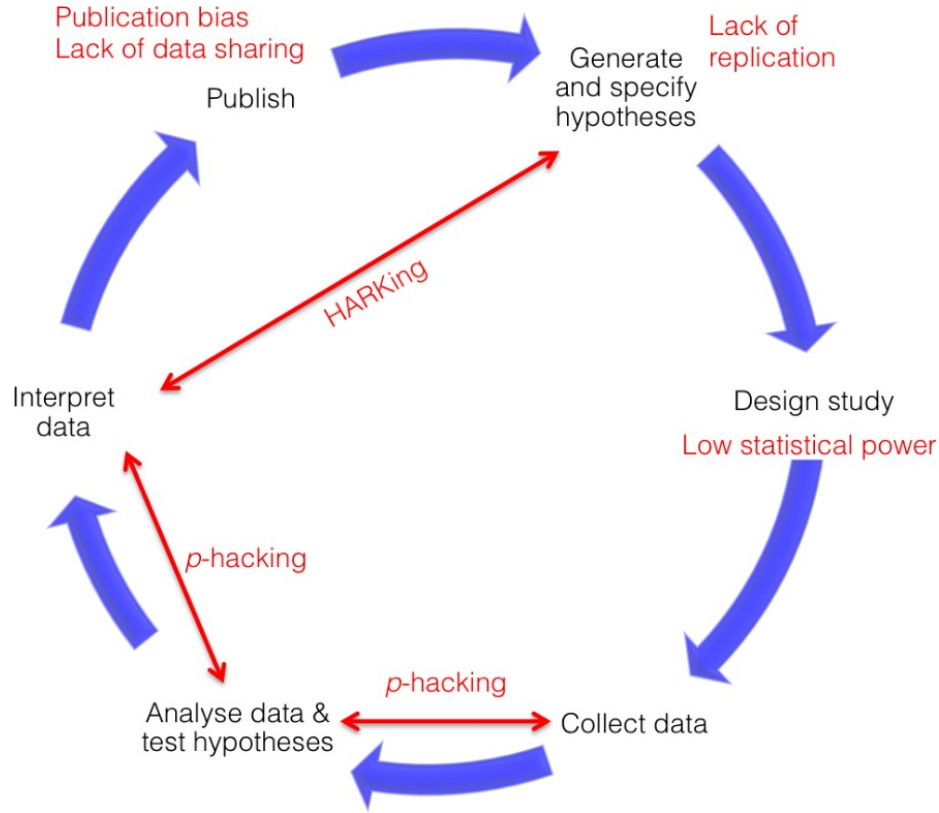 Publication bias
Lack of data sharing
Publish
Generate
and specify
hypotheses
Lack of
replication
HARKing
Interpret
data
Design study
Low statistical power
p-hacking
p-hacking
Analyse data &
test hypotheses
Collect data